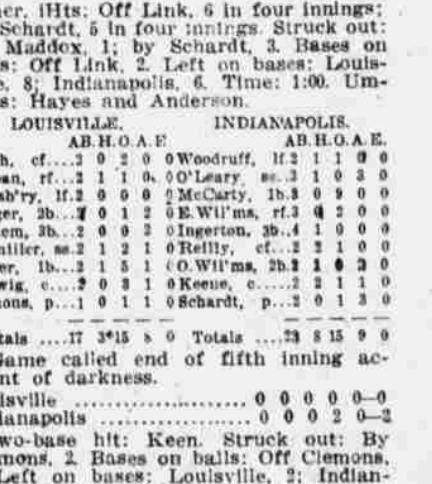 er. 1Hts: Off Link, 6 in four innings;
Schardt, 5 in four innings. Struck out:
Maddox, 1; by Schardt, 3. Bases on
s: Off Link, 2. Left on bases: Louis-
e, 8; Indianapolis, 6. Time: 1:00. Um-
s: Hayes and Anderson.
LOUISVILLE. INDIANAPOLIS.
AB. H. O. A. E. AB. H. O. A. E.
h, cf....2 0 2 0 0 Woodruff, lf.2 1 1 0 0
an, rf...2 1 1 0 0 O'Leary, ss..3 1 0 3 0
sb'ry, lf.2 0 0 0 0 McCarty, 1b.3 0 9 0 0
ger, 2b... 0 1 2 0 E.Wil'ms, rf.3 0 2 0 0
em, 3b...2 0 0 2 0 Ingerton, 3b..4 1 0 0 0
miller, ss.2 1 2 1 0 Reilly, cf...2 2 1 0 0
er, 1b...2 1 5 1 0 O.Wil'ms, 2b.2 1 0 0
wig, c.... 0 3 1 0 Keene, c.....2 2 1 1 0
ons, p...1 0 1 1 0 Schardt, p...2 0 1 3 0
tals ....17 3*15 8 0 Totals ....23 8 15 9 0
Game called end of fifth inning ac-
nt of darkness.
isville .................... 0 0 0 0 0—0
ianapolis ................. 0 0 0 2 0—2
wo-base hit: Keen. Struck out: By
mons, 2. Bases on balls: Off Clemons,
Left on bases: Louisville, 2; Indian-